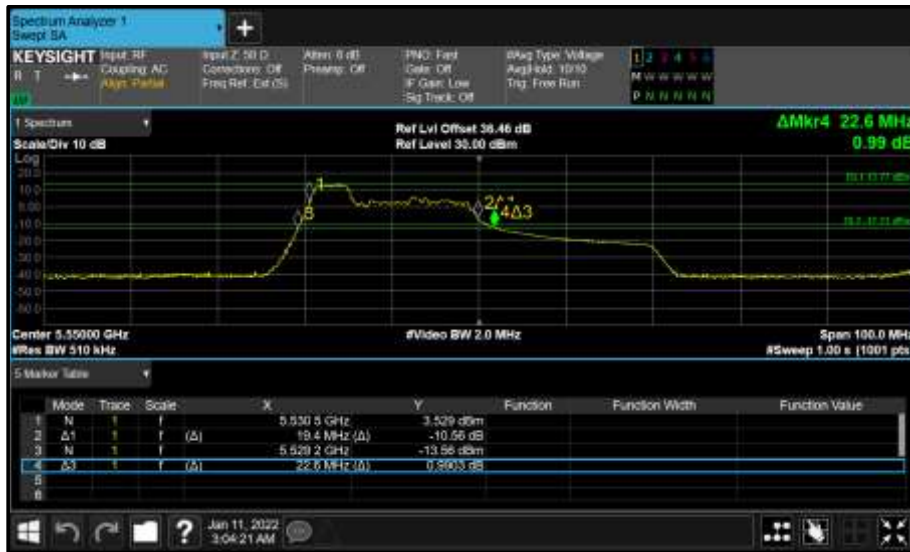 Spectrum Analyzer 1
Swept SA
+
KEYSIGHT
R T
Input: RF
Coupling: AC
Align: Partial
Input Z: 50 Ω
Corrections: Off
Freq Ref: Ext (S)
Atten: 6 dB
Preamp: Off
PNO: Fast
Gate: Off
IF Gain: Low
Sig Track: Off
#Avg Type: Voltage
Avg|Hold: 10/10
Trig: Free Run
1 2 3 4 5 6
M W W W W W
P N N N N N
1 Spectrum
Scale/Div 10 dB
Ref Lvl Offset 36.46 dB
Ref Level 30.00 dBm
ΔMkr4 22.6 MHz
0.99 dB
Log
20.0
10.0
0.00
-10.0
-20.0
-30.0
-40.0
-50.0
-60.0
1
3
2Δ1
4Δ3
Center 5.55000 GHz
#Res BW 510 kHz
#Video BW 2.0 MHz
Span 100.0 MHz
#Sweep 1.00 s (1001 pts)
5 Marker Table
Mode Trace Scale X Y Function Function Width Function Value
1 N 1 f 5.530 5 GHz 3.529 dBm
2 Δ1 1 f (Δ) 19.4 MHz (Δ) -10.56 dB
3 N 1 f 5.529 2 GHz -13.56 dBm
4 Δ3 1 f (Δ) 22.6 MHz (Δ) 0.9903 dB
5
6
?
Jan 11, 2022
3:04:21 AM